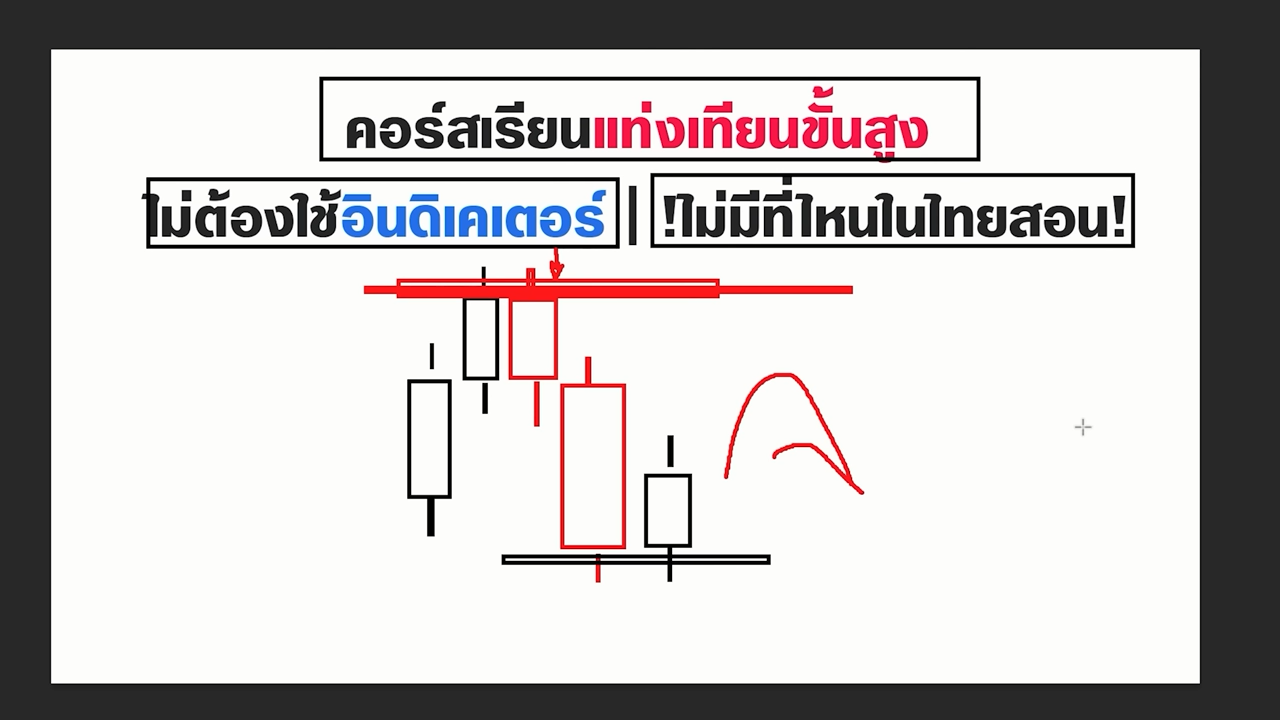 คอร์สเรียนแท่งเทียนขั้นสูง
ไม่ต้องใช้อินดิเคเตอร์ | !ไม่มีที่ไหนในไทยสอน!